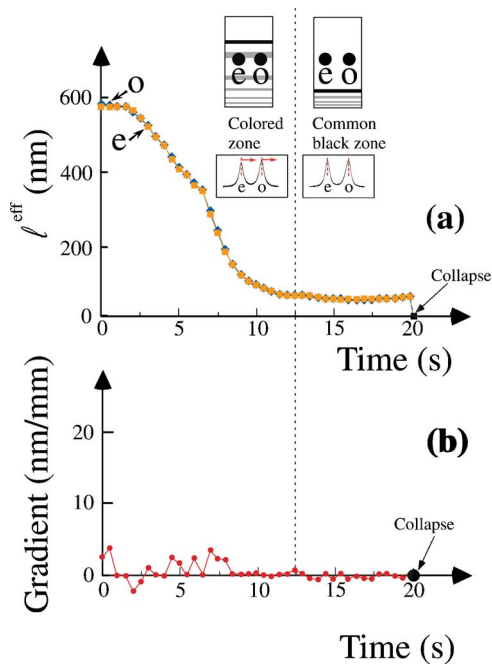 e o
e o
Colored
zone
Common
black zone
e o
e o
o
e
600
400
200
0
ℓ^eff (nm)
(a)
Collapse
0
5
10
15
20
Time (s)
(b)
20
10
0
Gradient (nm/mm)
Collapse
0
5
10
15
20
Time (s)